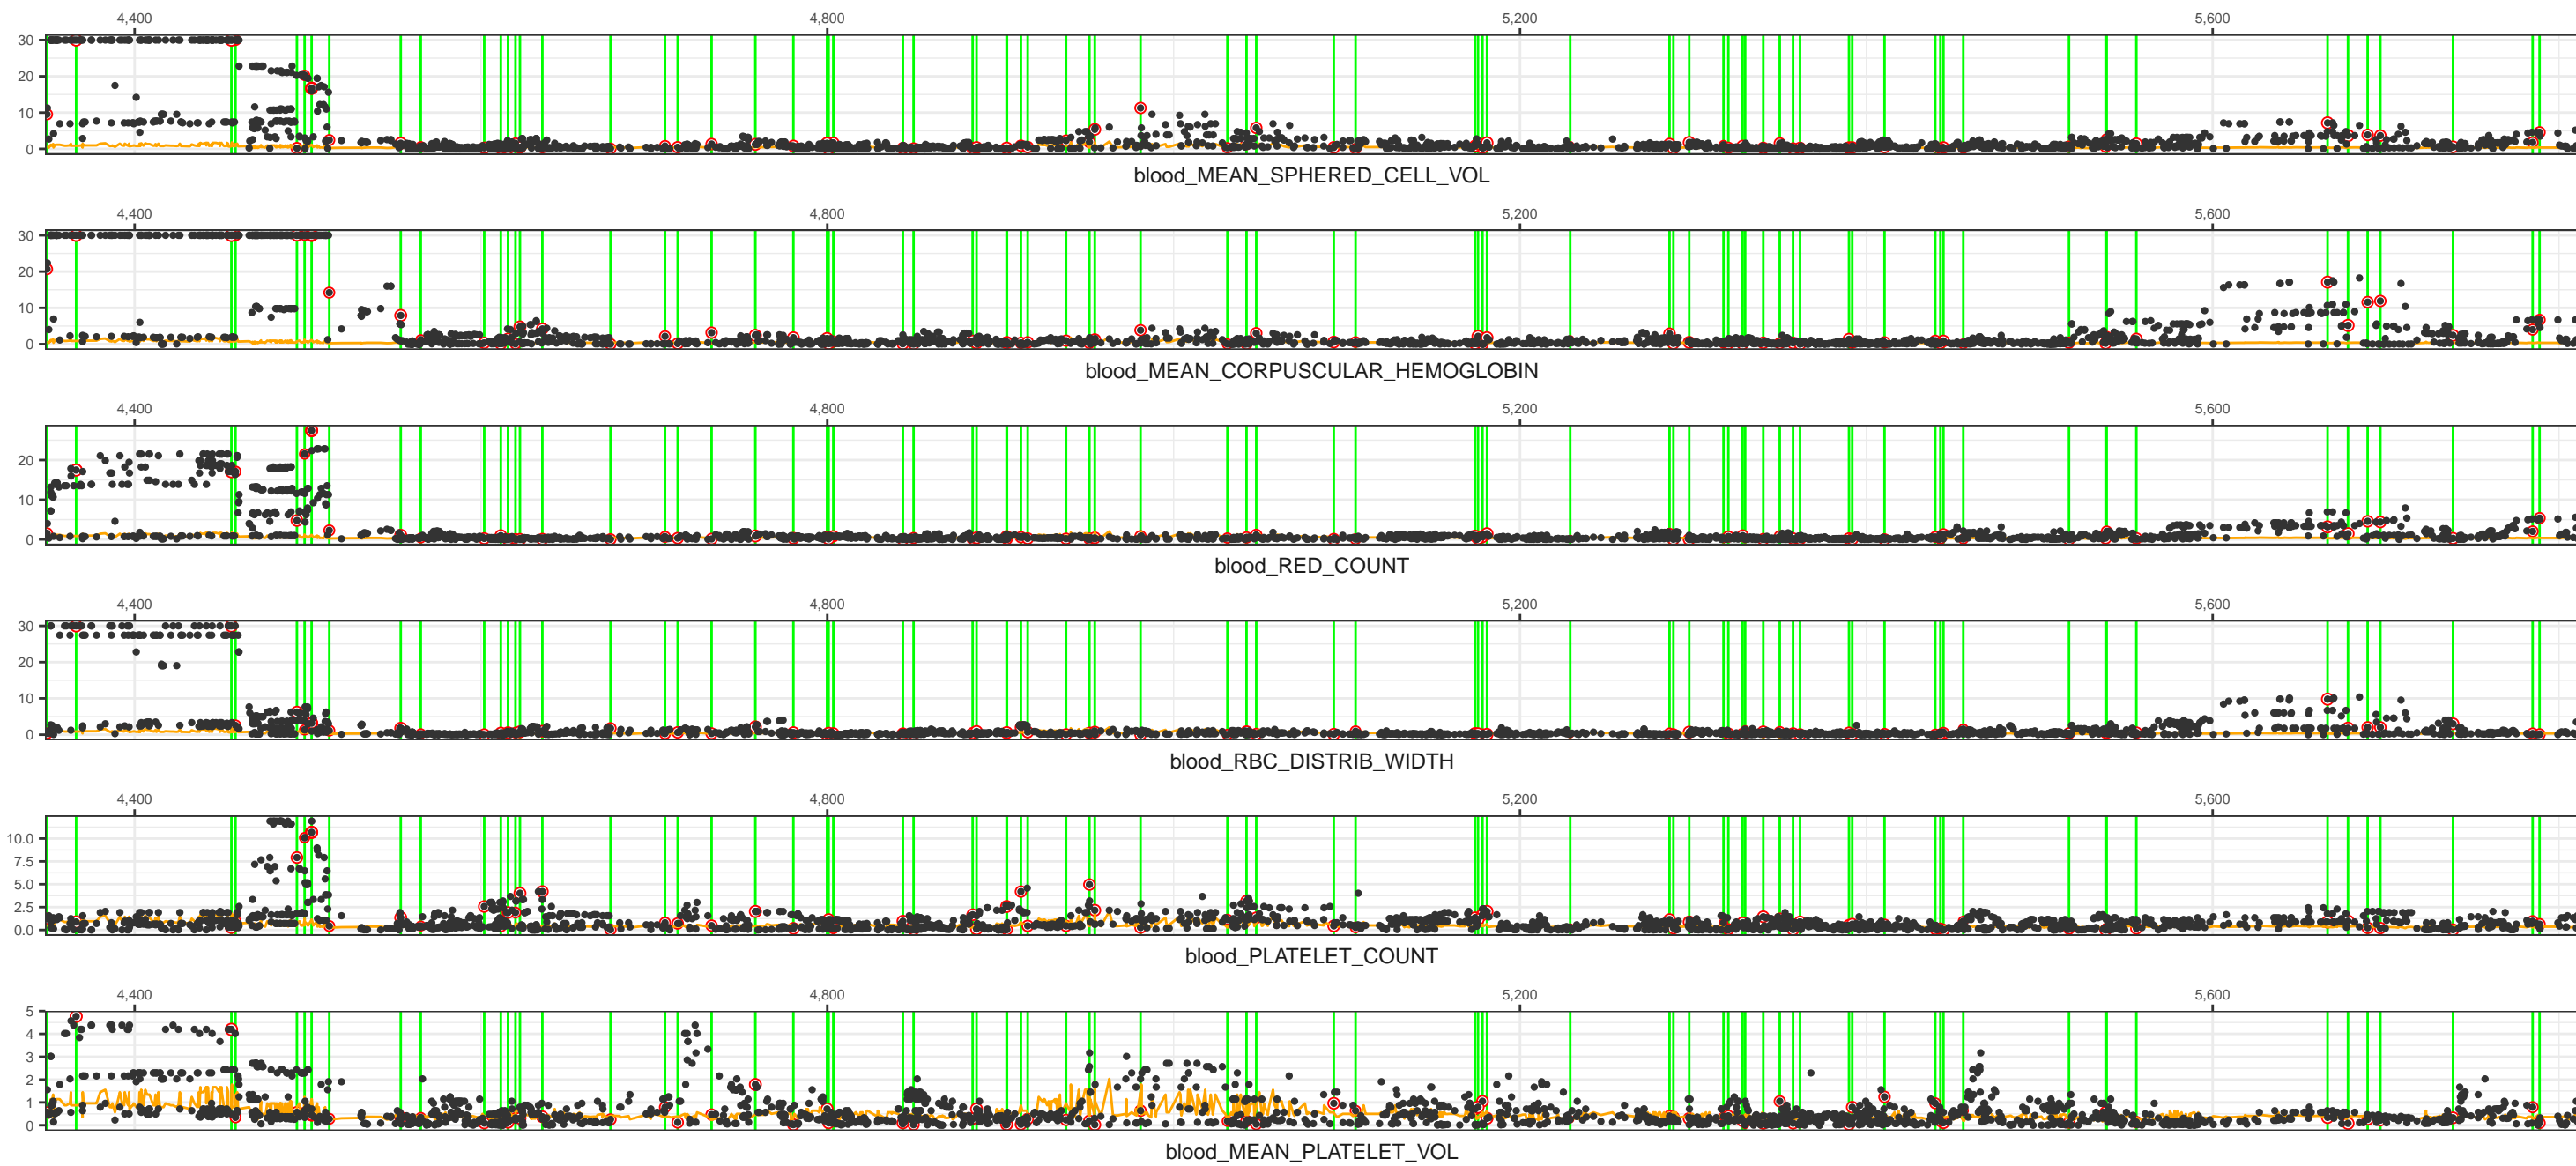 4,400 4,800 5,200 5,600
30
20
10
0
blood_MEAN_SPHERED_CELL_VOL
4,400 4,800 5,200 5,600
30
20
10
0
blood_MEAN_CORPUSCULAR_HEMOGLOBIN
4,400 4,800 5,200 5,600
20
10
0
blood_RED_COUNT
4,400 4,800 5,200 5,600
30
20
10
0
blood_RBC_DISTRIB_WIDTH
4,400 4,800 5,200 5,600
10.0
7.5
5.0
2.5
0.0
blood_PLATELET_COUNT
4,400 4,800 5,200 5,600
5
4
3
2
1
0
blood_MEAN_PLATELET_VOL